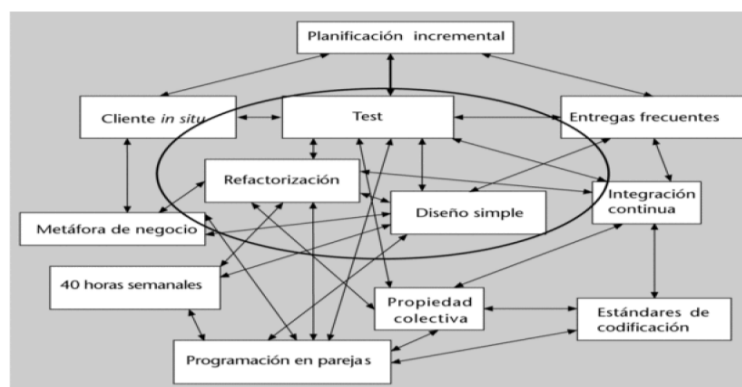 Planificación incremental
Cliente in situ
Test
Entregas frecuentes
Refactorización
Integración
continua
Diseño simple
Metáfora de negocio
40 horas semanales
Propiedad
colectiva
Estándares de
codificación
Programación en parejas